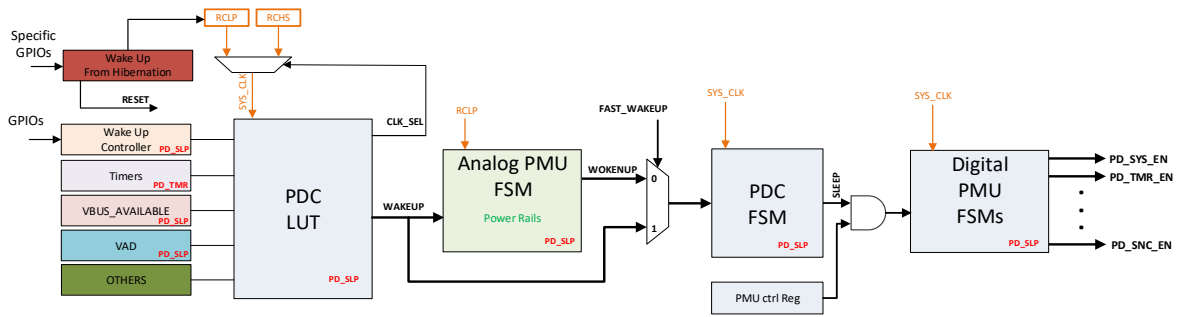 RCLP
RCHS
Specific
GPIOs
Wake Up
From Hibernation
RESET
SYS_CLK
CLK_SEL
GPIOs
Wake Up
Controller
PD_SLP
Timers
PD_TMR
VBUS_AVAILABLE
PD_SLP
VAD
PD_SLP
OTHERS
PDC
LUT
PD_SLP
WAKEUP
RCLP
Analog PMU
FSM
Power Rails
PD_SLP
WOKENUP
FAST_WAKEUP
0
1
SYS_CLK
PDC
FSM
PD_SLP
SLEEP
PMU ctrl Reg
SYS_CLK
Digital
PMU
FSMs
PD_SLP
PD_SYS_EN
PD_TMR_EN
PD_SNC_EN